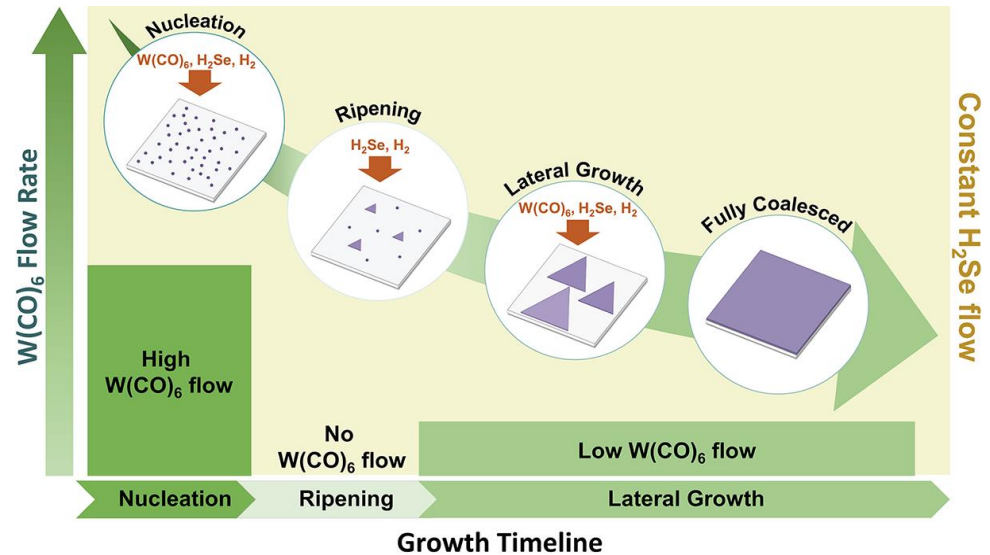 Nucleation
W(CO)₆, H₂Se, H₂
Ripening
H₂Se, H₂
Lateral Growth
W(CO)₆, H₂Se, H₂
Fully Coalesced
W(CO)₆ Flow Rate
Constant H₂Se flow
High
W(CO)₆ flow
No
W(CO)₆ flow
Low W(CO)₆ flow
Nucleation
Ripening
Lateral Growth
Growth Timeline